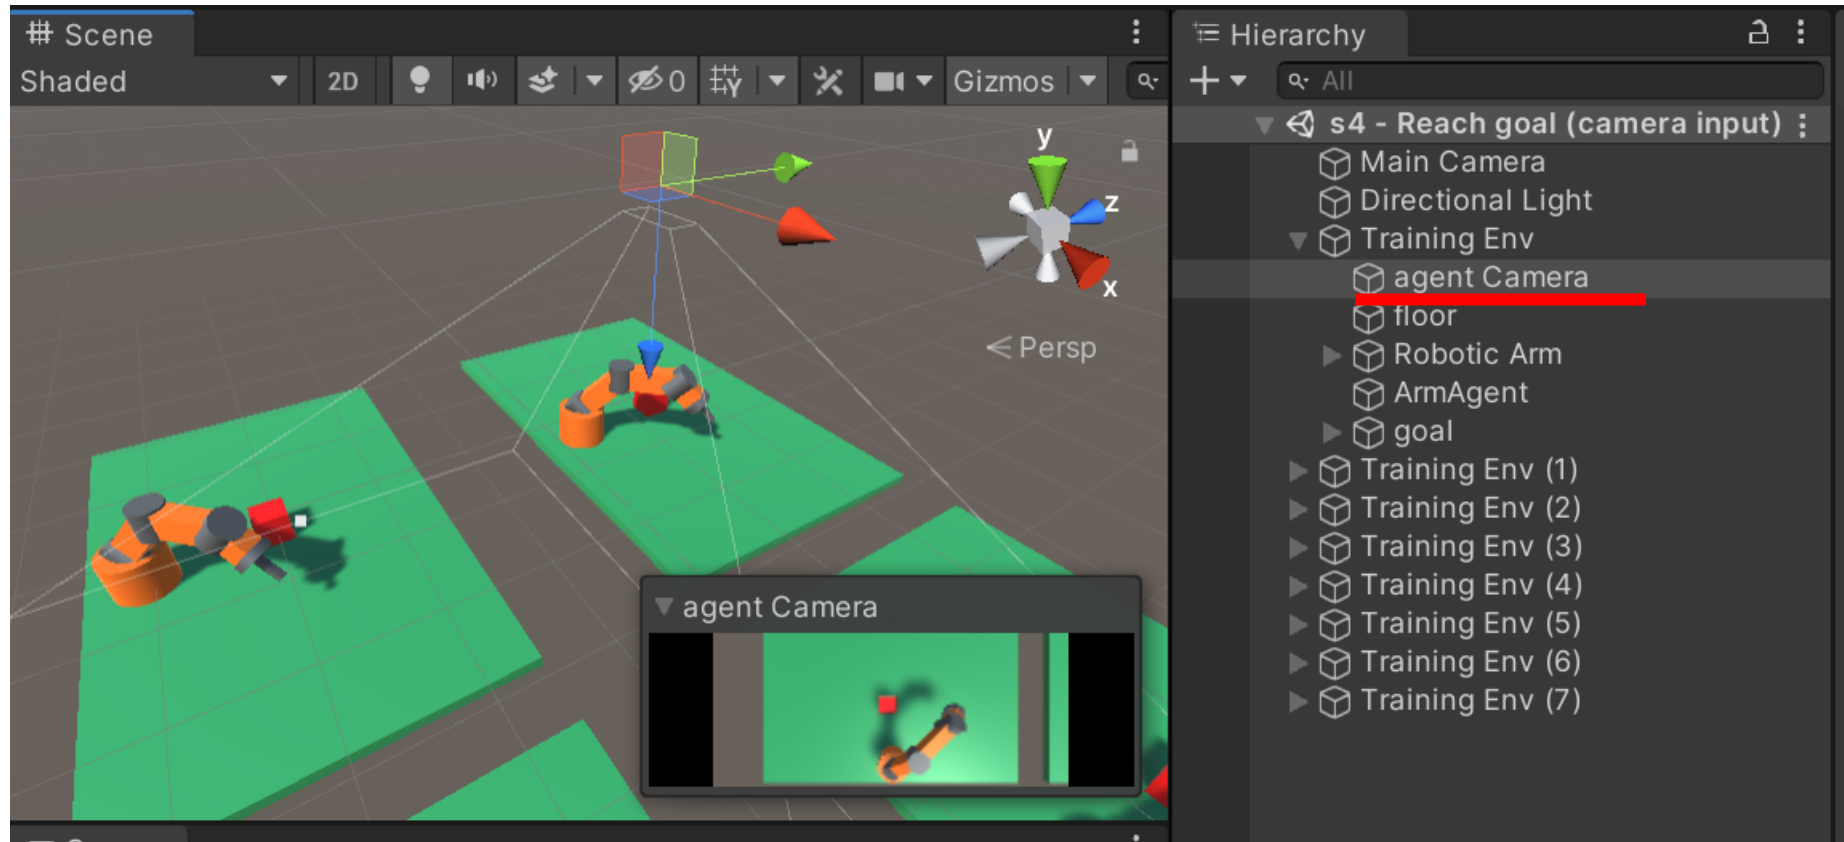 Scene
Shaded
2D
0
Gizmos
y
z
x
Persp
agent Camera
Hierarchy
All
s4 - Reach goal (camera input)
Main Camera
Directional Light
Training Env
agent Camera
floor
Robotic Arm
ArmAgent
goal
Training Env (1)
Training Env (2)
Training Env (3)
Training Env (4)
Training Env (5)
Training Env (6)
Training Env (7)